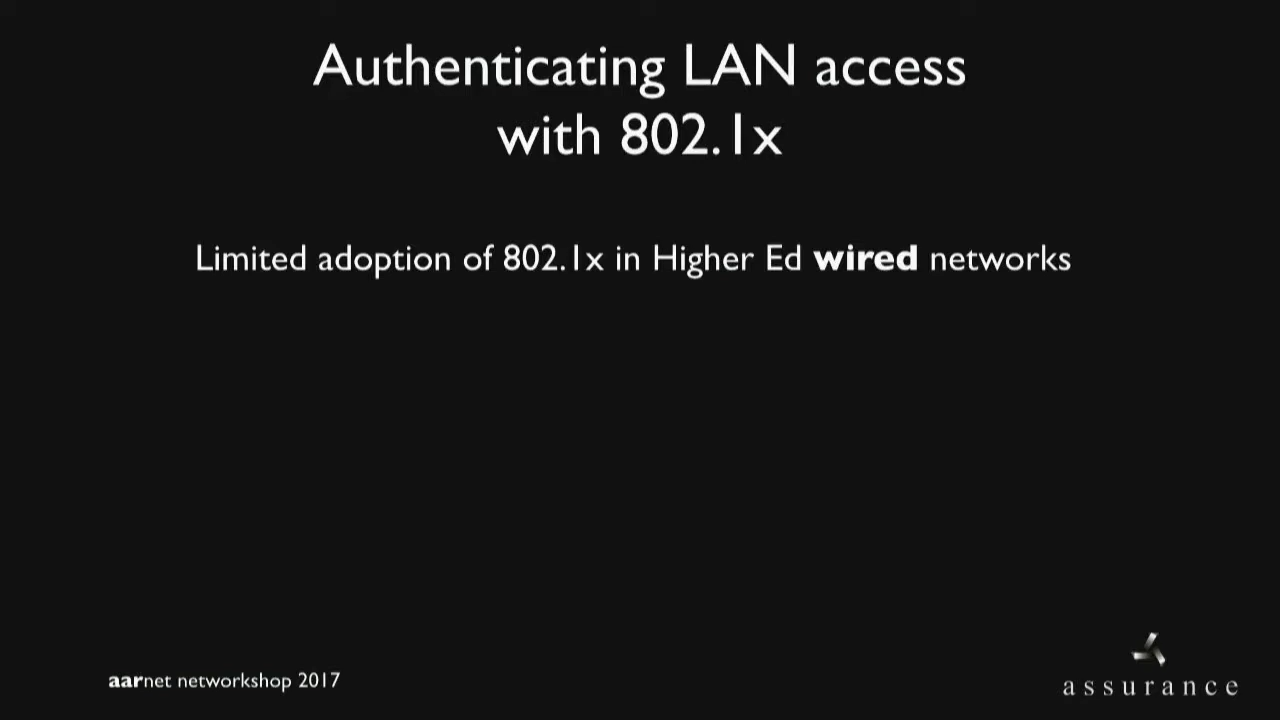 Authenticating LAN access
with 802.1x
Limited adoption of 802.1x in Higher Ed wired networks
aarnet networkshop 2017
assurance